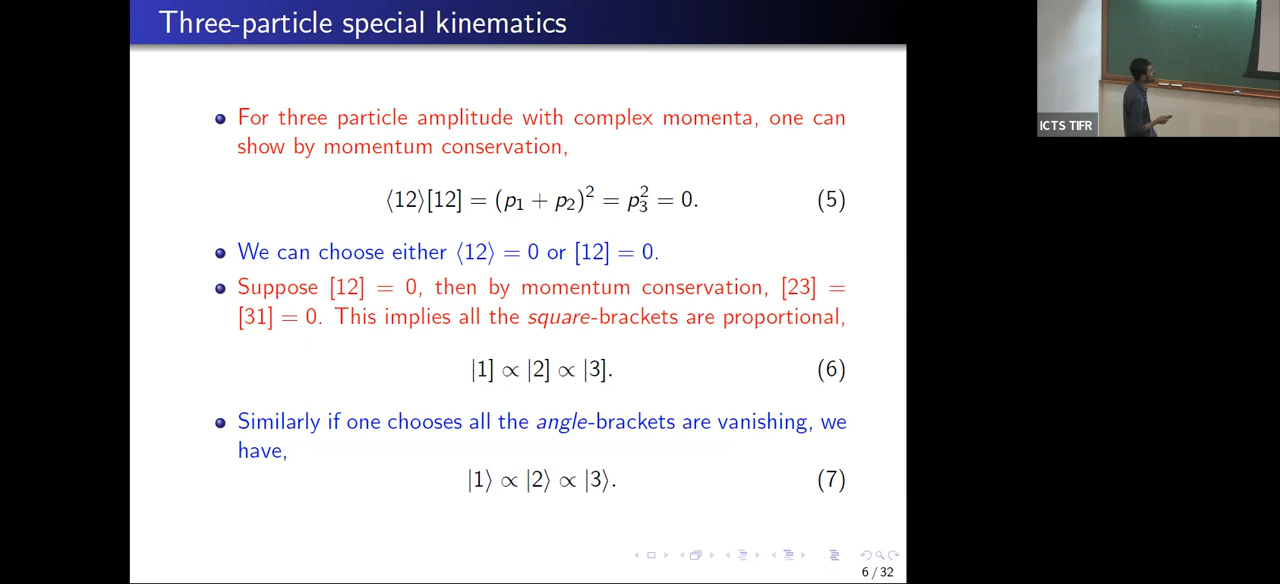 Three-particle special kinematics
For three particle amplitude with complex momenta, one can
show by momentum conservation,
⟨12⟩[12] = (p₁ + p₂)² = p₃² = 0. (5)
We can choose either ⟨12⟩ = 0 or [12] = 0.
Suppose [12] = 0, then by momentum conservation, [23] =
[31] = 0. This implies all the square-brackets are proportional,
|1] ∝ |2] ∝ |3]. (6)
Similarly if one chooses all the angle-brackets are vanishing, we
have,
|1⟩ ∝ |2⟩ ∝ |3⟩. (7)
6 / 32
ICTS TIFR